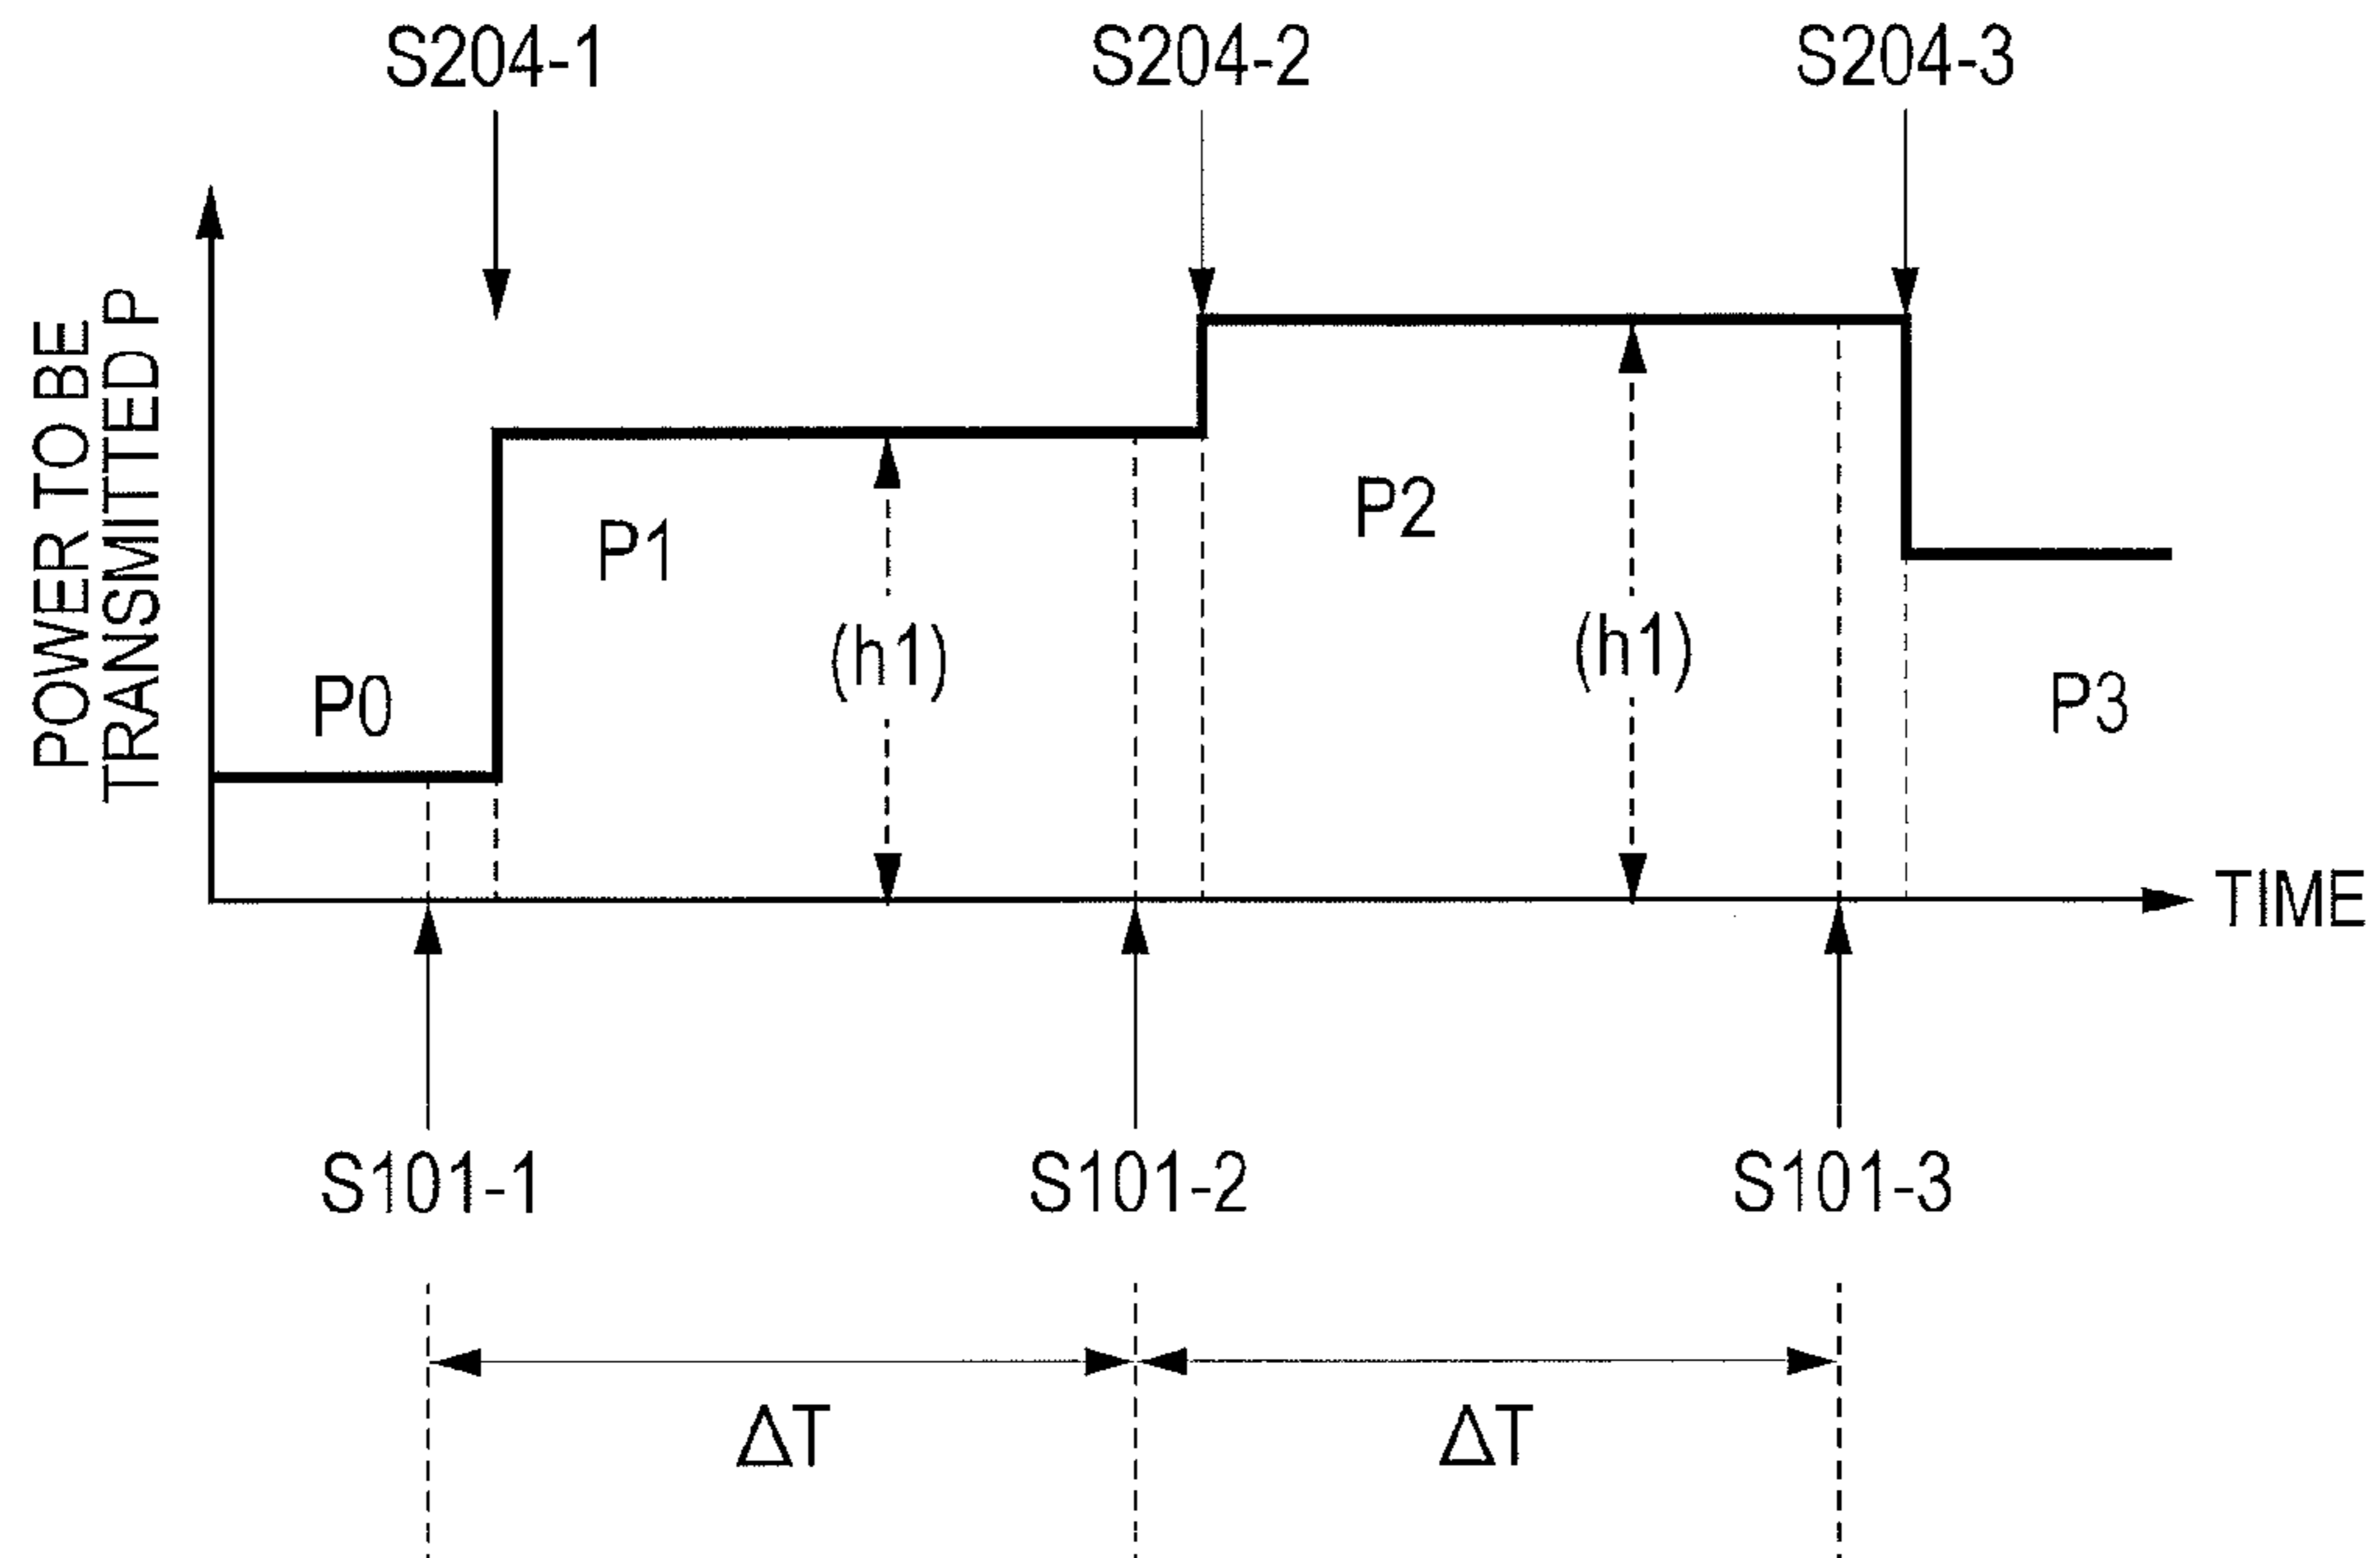 S204-1 S204-2 S204-3
POWER TO BE
TRANSMITTED P
P0 P1 (h1) P2 (h1) P3
TIME
S101-1 S101-2 S101-3
ΔT ΔT